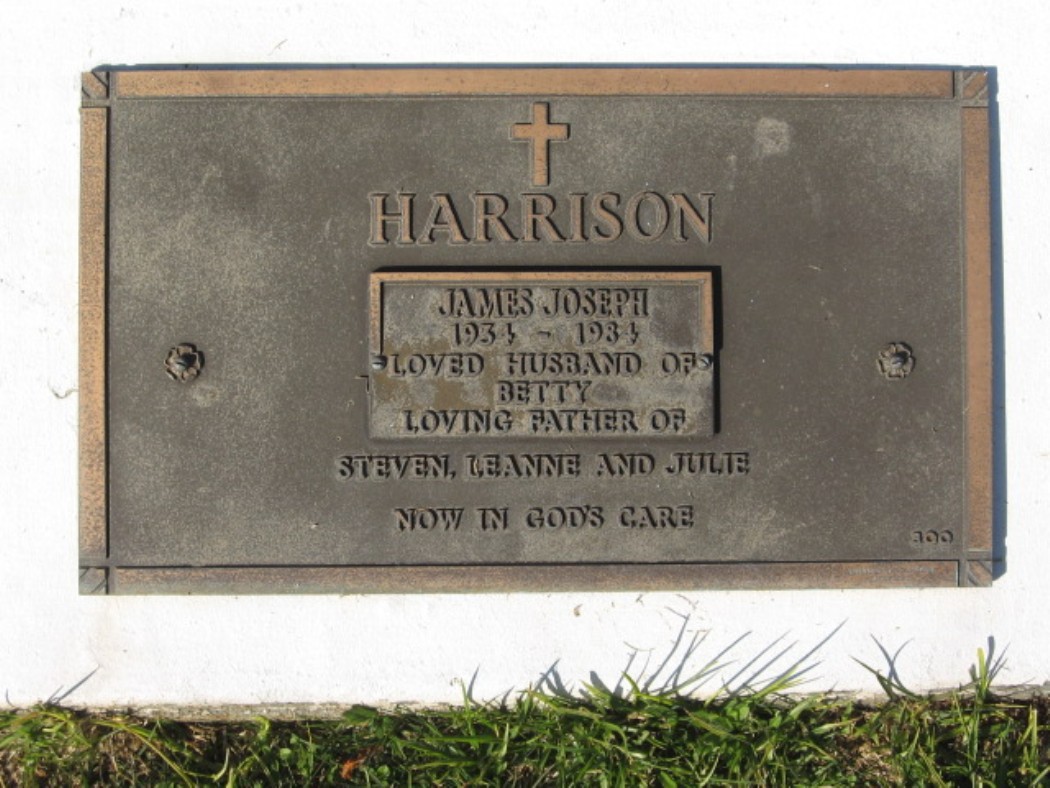 HARRISON
JAMES JOSEPH
1934 - 1984
LOVED HUSBAND OF
BETTY
LOVING FATHER OF
STEVEN, LEANNE AND JULIE
NOW IN GOD'S CARE
300